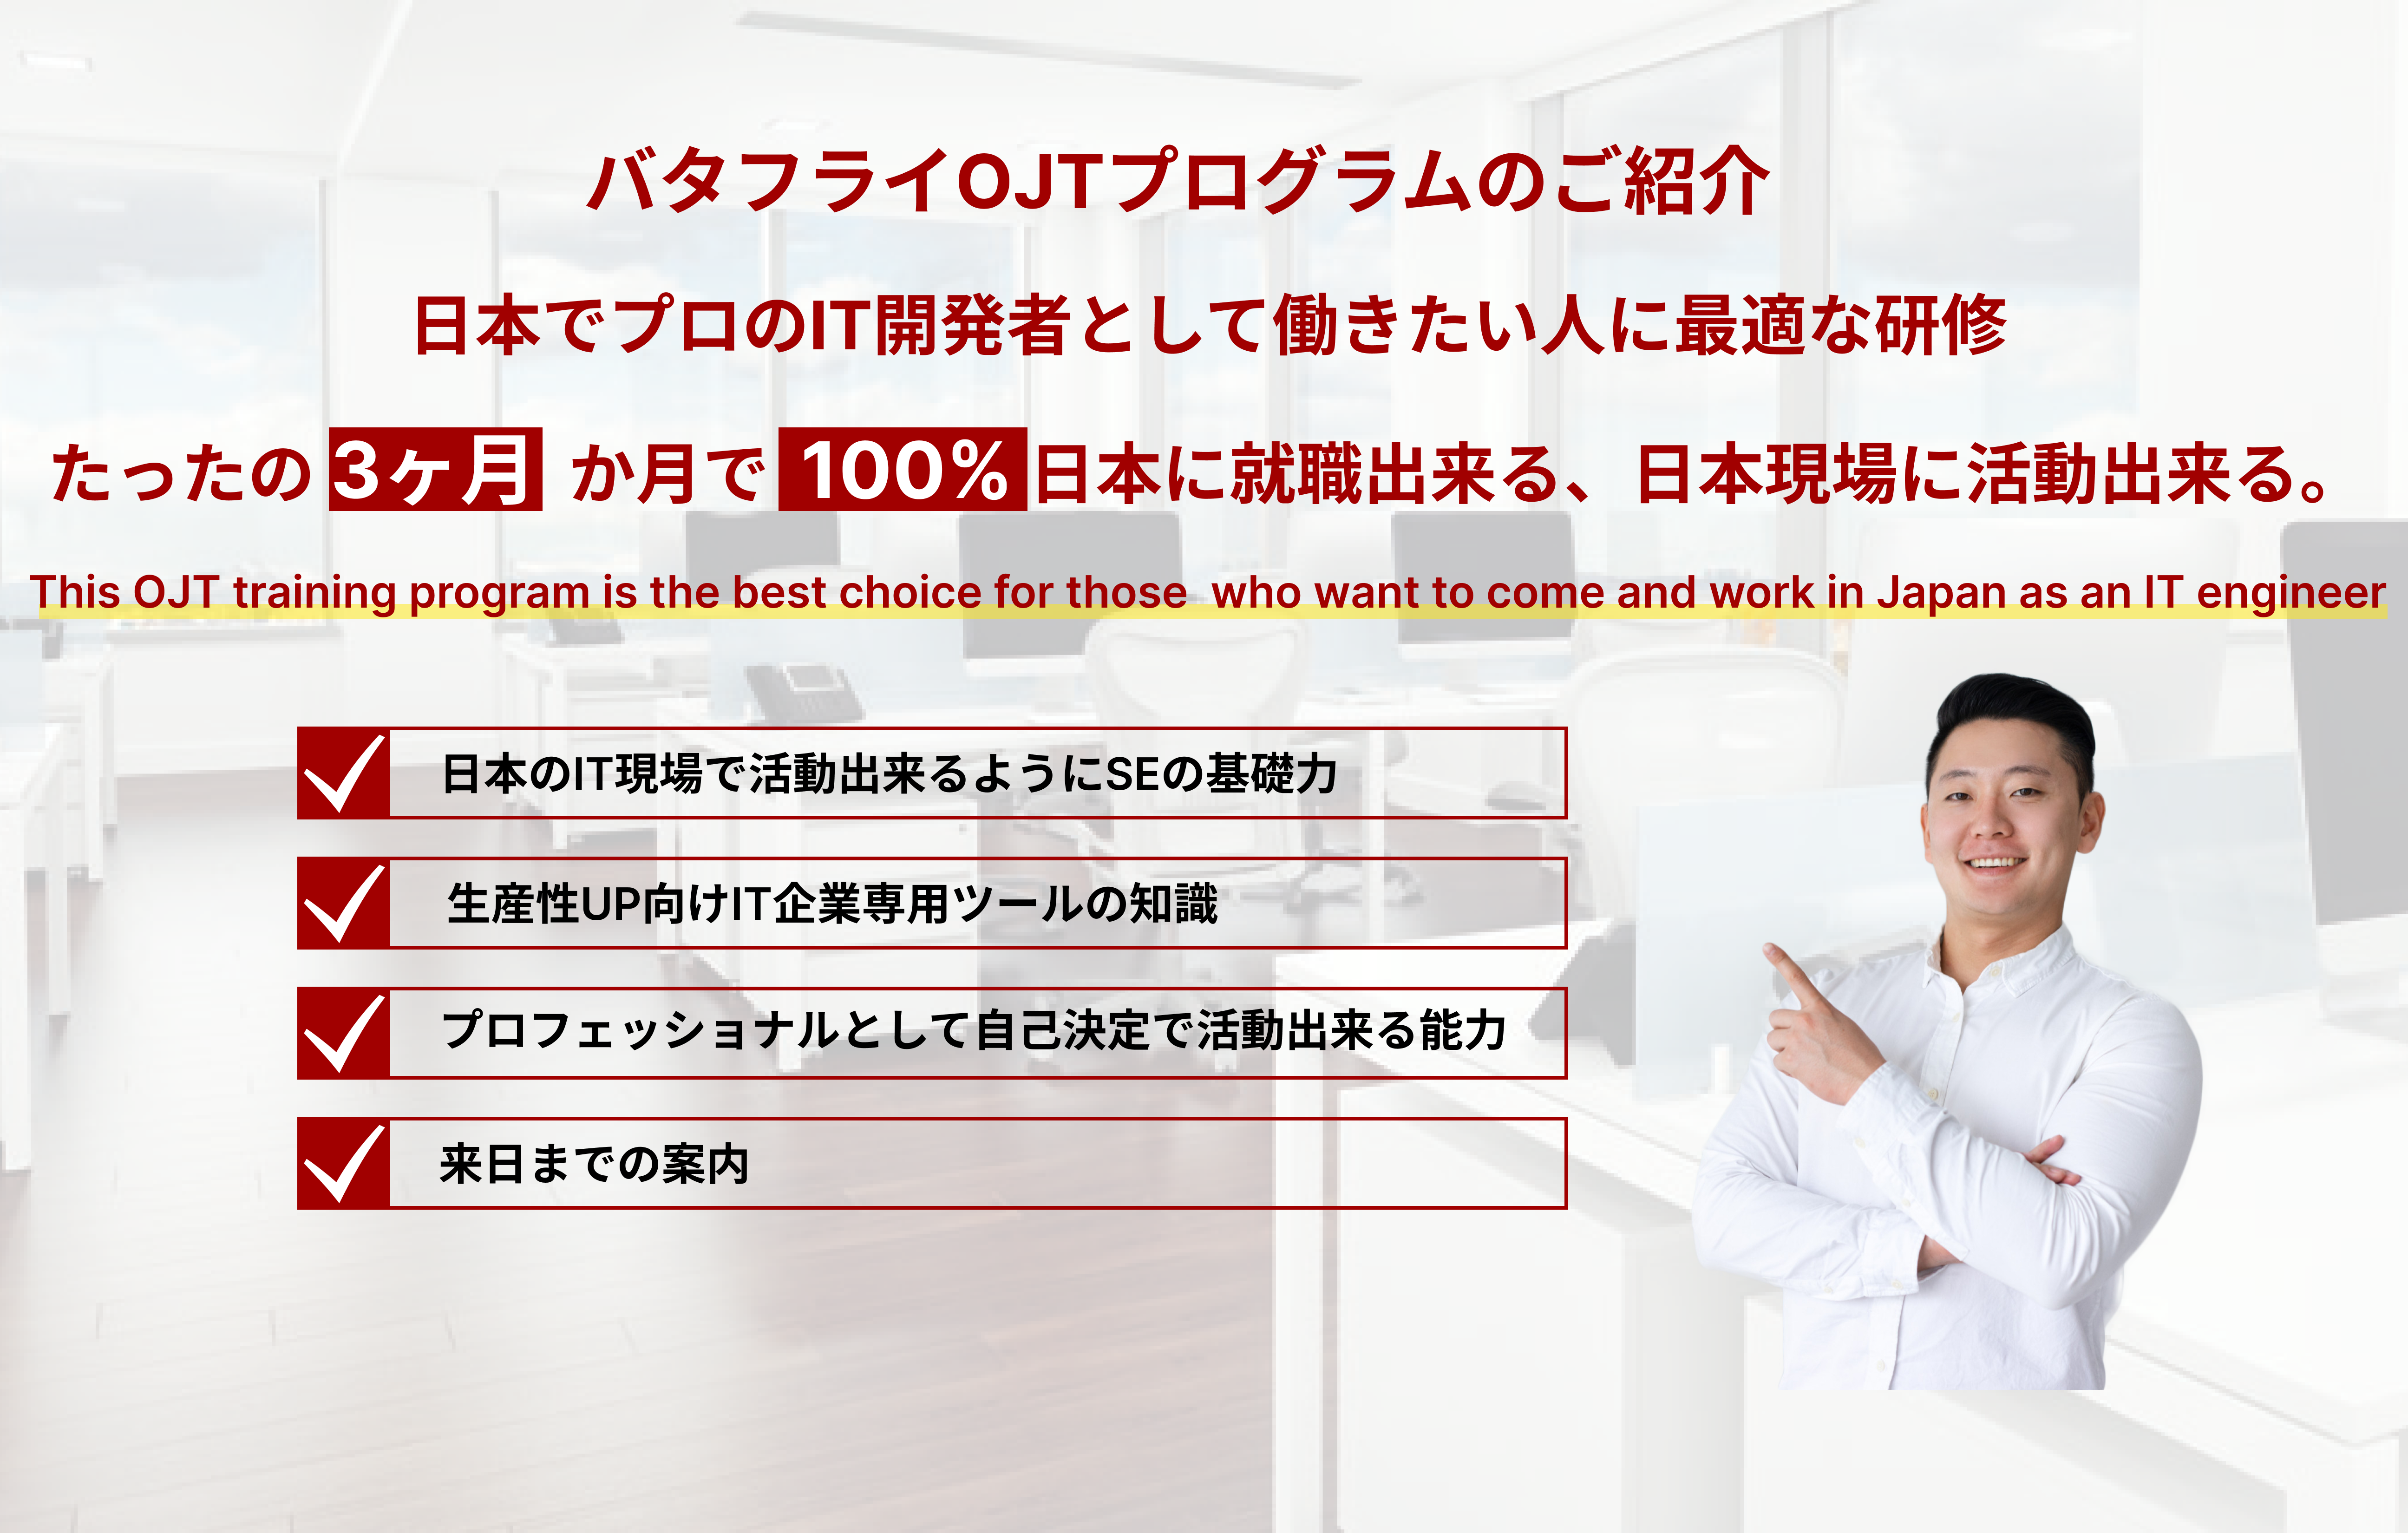 バタフライOJTプログラムのご紹介
日本でプロのIT開発者として働きたい人に最適な研修
たったの 3ヶ月 か月で 100% 日本に就職出来る、日本現場に活動出来る。
This OJT training program is the best choice for those  who want to come and work in Japan as an IT engineer
日本のIT現場で活動出来るようにSEの基礎力
生産性UP向けIT企業専用ツールの知識
プロフェッショナルとして自己決定で活動出来る能力
来日までの案内